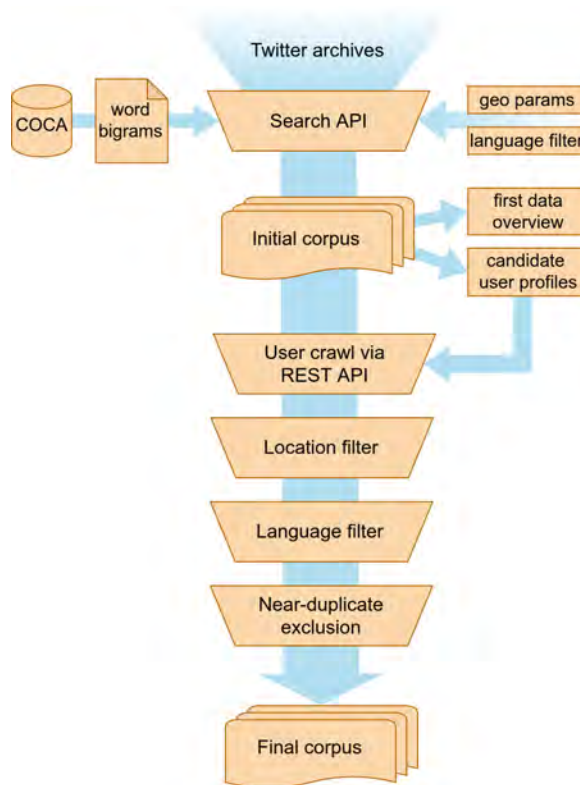 Twitter archives
COCA
word
bigrams
Search API
geo params
language filter
Initial corpus
first data
overview
candidate
user profiles
User crawl via
REST API
Location filter
Language filter
Near-duplicate
exclusion
Final corpus